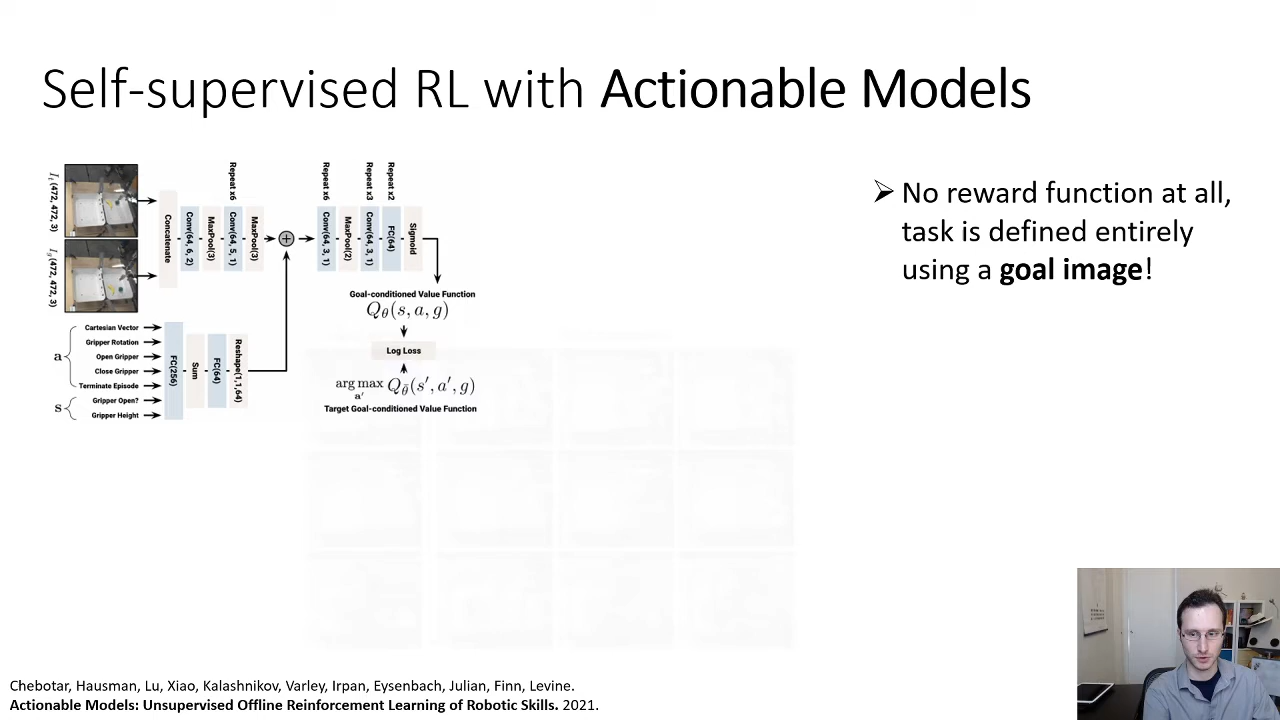 Self-supervised RL with Actionable Models
I_t (472, 472, 3)
I_g (472, 472, 3)
Concatenate
Conv(64, 6, 2)
MaxPool(3)
Repeat x6
Conv(64, 5, 1)
MaxPool(3)
+
Repeat x6
Conv(64, 3, 1)
MaxPool(2)
Repeat x3
Conv(64, 3, 1)
Repeat x2
FC(64)
Sigmoid
Goal-conditioned Value Function
Q_θ(s, a, g)
Log Loss
arg max_a′ Q_θ̄(s′, a′, g)
Target Goal-conditioned Value Function
a
Cartesian Vector
Gripper Rotation
Open Gripper
Close Gripper
Terminate Episode
s
Gripper Open?
Gripper Height
FC(256)
Sum
FC(64)
Reshape(1,1,64)
➢ No reward function at all,
task is defined entirely
using a goal image!
Chebotar, Hausman, Lu, Xiao, Kalashnikov, Varley, Irpan, Eysenbach, Julian, Finn, Levine.
Actionable Models: Unsupervised Offline Reinforcement Learning of Robotic Skills. 2021.